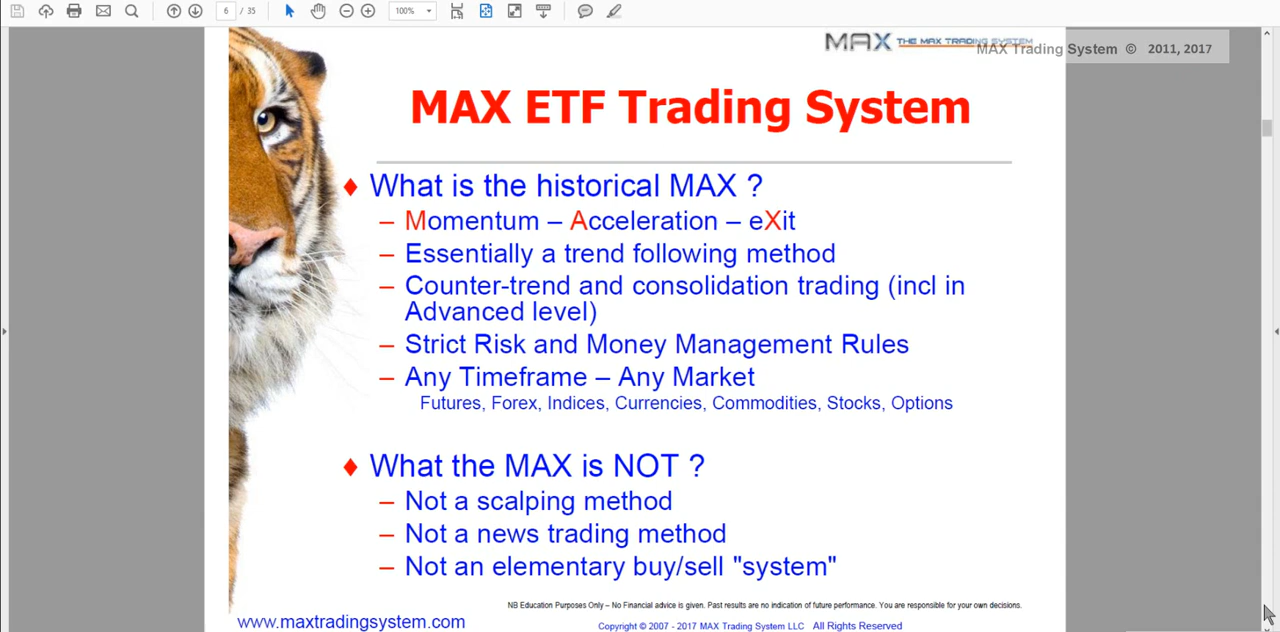 6 / 35
100%
MAX THE MAX TRADING SYSTEM
MAX Trading System © 2011, 2017
MAX ETF Trading System
What is the historical MAX ?
– Momentum – Acceleration – eXit
– Essentially a trend following method
– Counter-trend and consolidation trading (incl in
Advanced level)
– Strict Risk and Money Management Rules
– Any Timeframe – Any Market
Futures, Forex, Indices, Currencies, Commodities, Stocks, Options
What the MAX is NOT ?
– Not a scalping method
– Not a news trading method
– Not an elementary buy/sell "system"
NB Education Purposes Only – No Financial advice is given. Past results are no indication of future performance. You are responsible for your own decisions.
www.maxtradingsystem.com
Copyright © 2007 - 2017 MAX Trading System LLC All Rights Reserved